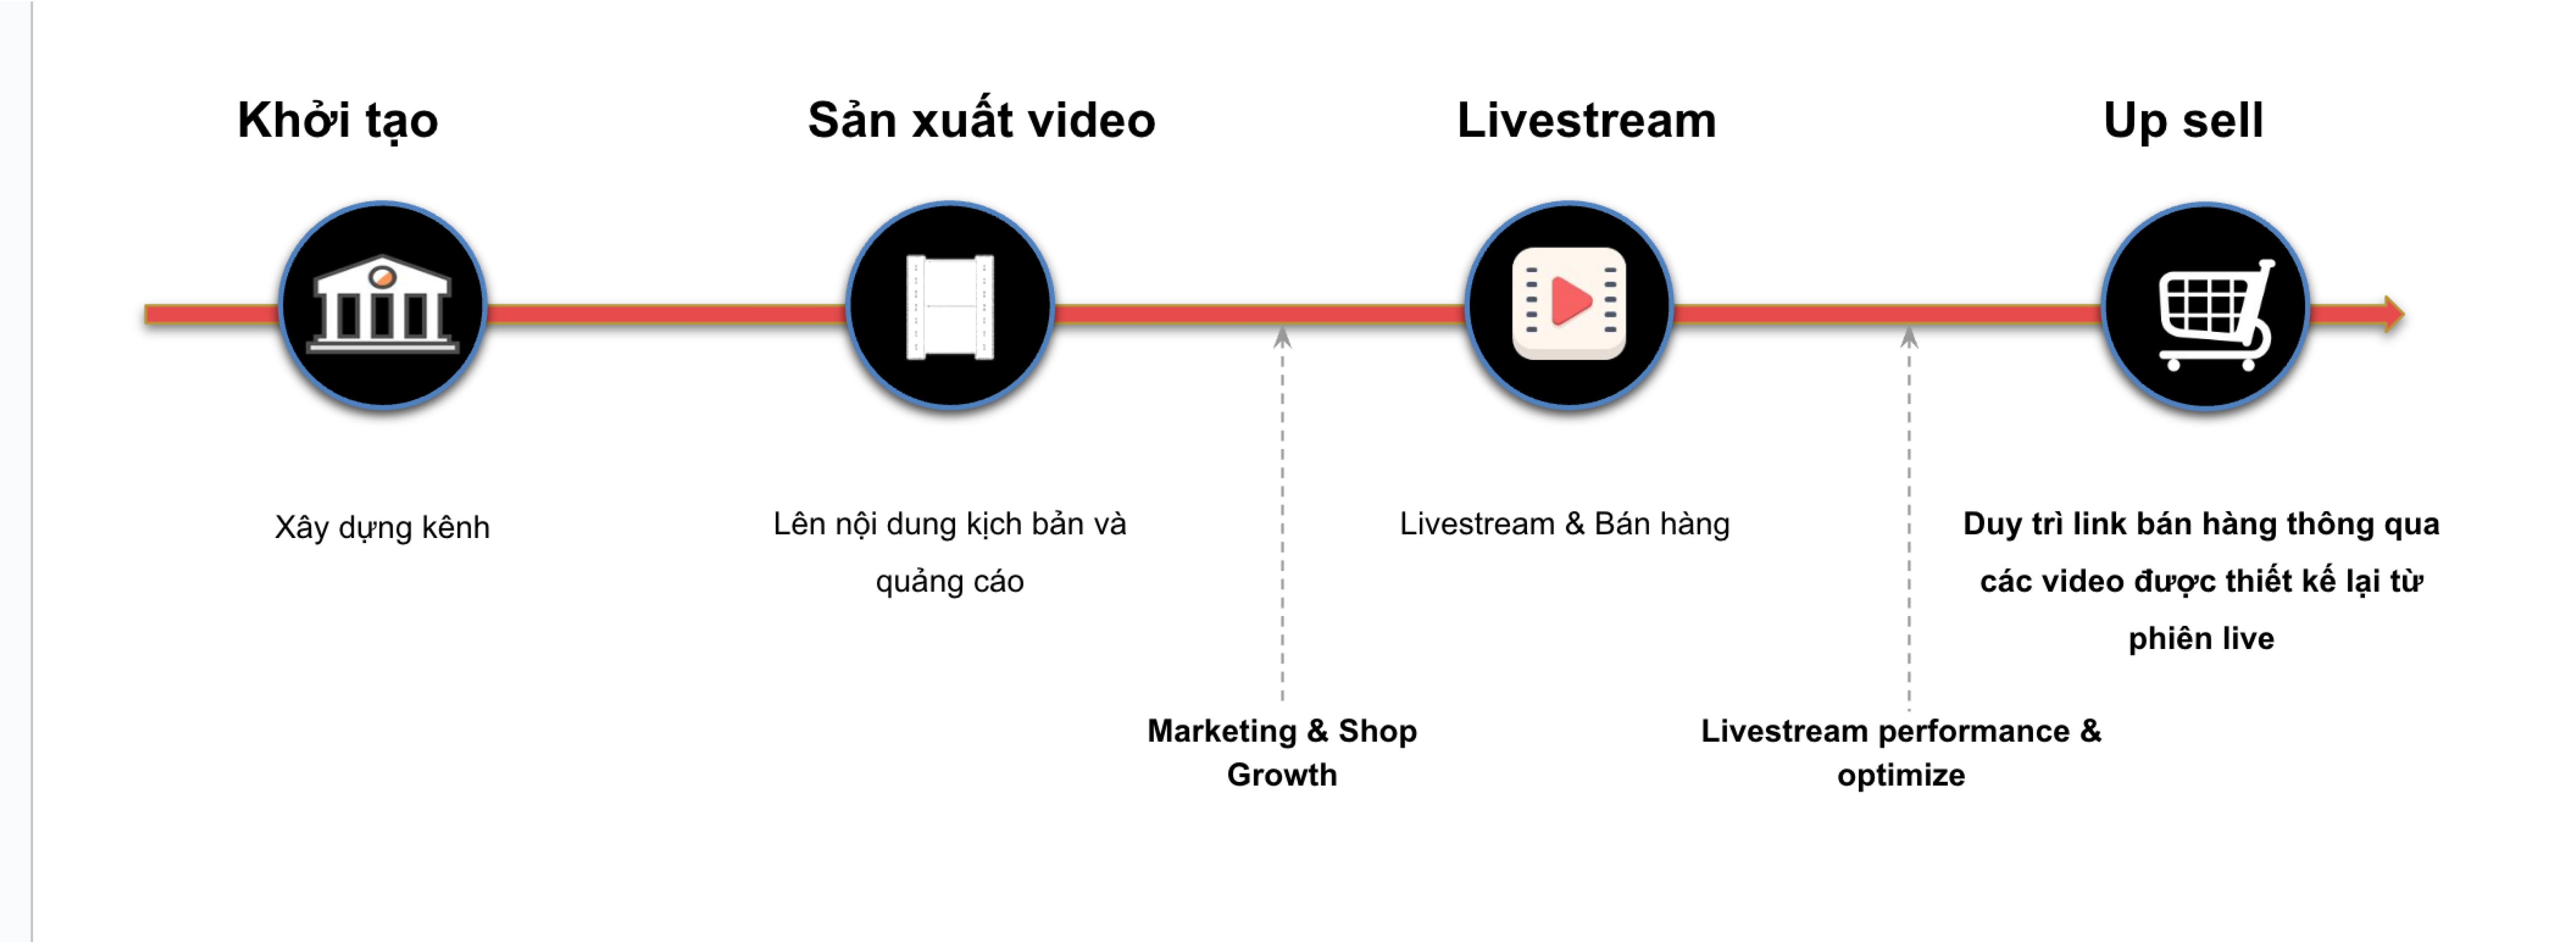 Khởi tạo
Sản xuất video
Livestream
Up sell
Xây dựng kênh
Lên nội dung kịch bản và
quảng cáo
Livestream & Bán hàng
Duy trì link bán hàng thông qua
các video được thiết kế lại từ
phiên live
Marketing & Shop
Growth
Livestream performance &
optimize